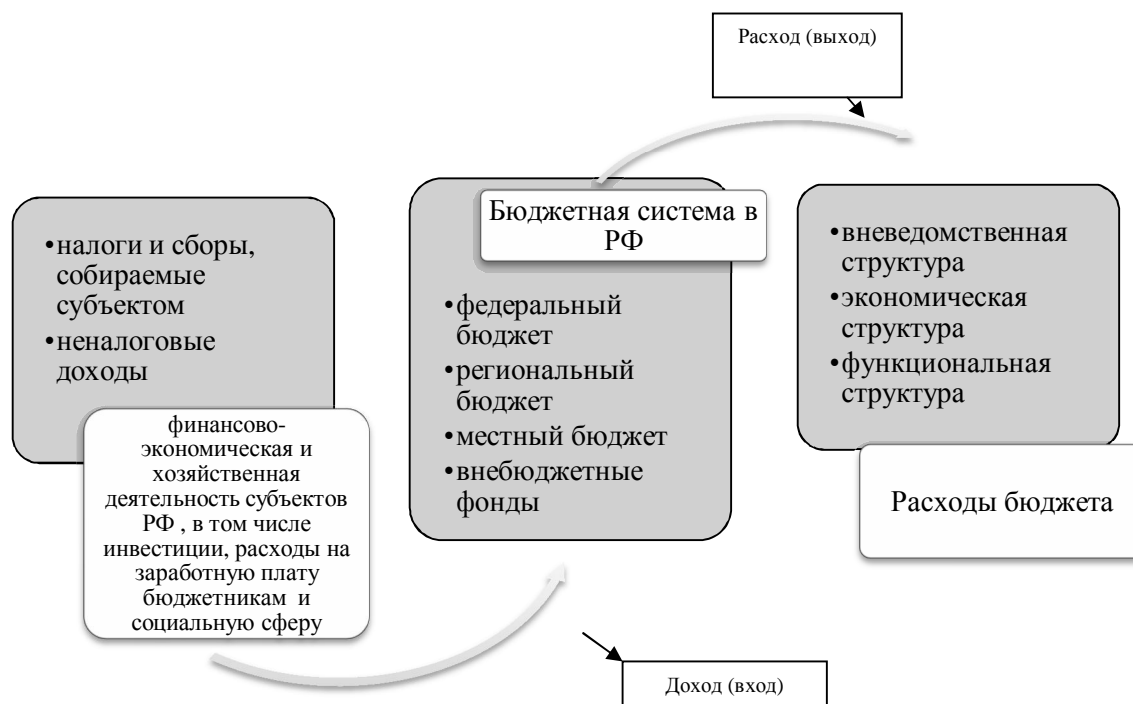 Расход (выход)
•налоги и сборы,
собираемые
субъектом
•неналоговые
доходы
финансово-
экономическая и
хозяйственная
деятельность субъектов
РФ , в том числе
инвестиции, расходы на
заработную плату
бюджетникам и
социальную сферу
Бюджетная система в
РФ
•федеральный
бюджет
•региональный
бюджет
•местный бюджет
•внебюджетные
фонды
•вневедомственная
структура
•экономическая
структура
•функциональная
структура
Расходы бюджета
Доход (вход)